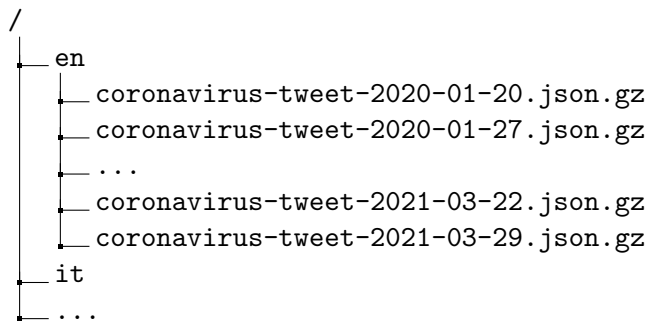 /
en
coronavirus-tweet-2020-01-20.json.gz
coronavirus-tweet-2020-01-27.json.gz
...
coronavirus-tweet-2021-03-22.json.gz
coronavirus-tweet-2021-03-29.json.gz
it
...